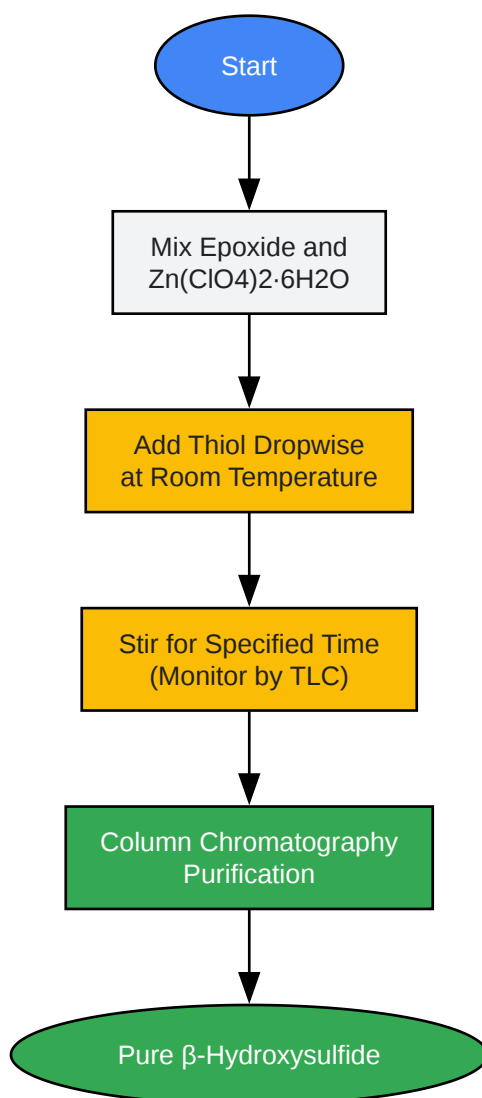 Start
Mix Epoxide and
Zn(ClO4)2·6H2O
Add Thiol Dropwise
at Room Temperature
Stir for Specified Time
(Monitor by TLC)
Column Chromatography
Purification
Pure β-Hydroxysulfide